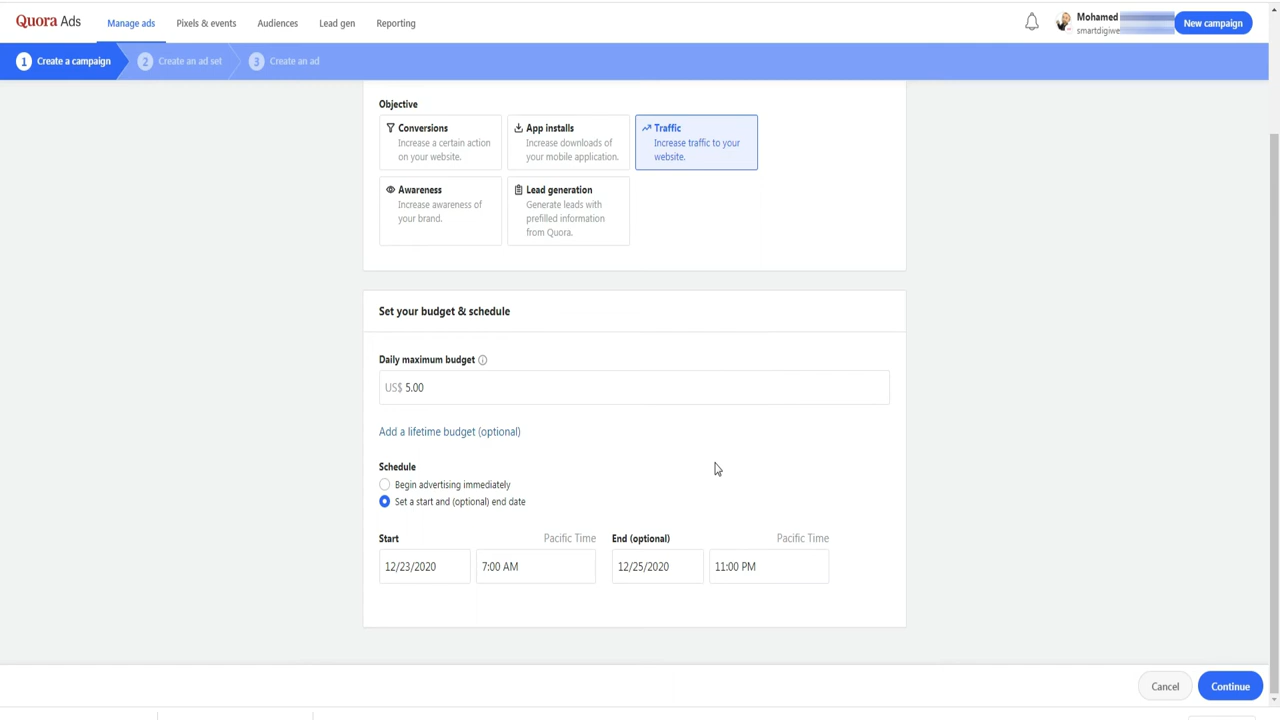 Quora Ads Manage ads Pixels & events Audiences Lead gen Reporting Mohamed New campaign
smartdigiwe
1 Create a campaign 2 Create an ad set 3 Create an ad
Objective
Conversions
Increase a certain action
on your website.
App installs
Increase downloads of
your mobile application.
Traffic
Increase traffic to your
website.
Awareness
Increase awareness of
your brand.
Lead generation
Generate leads with
prefilled information
from Quora.
Set your budget & schedule
Daily maximum budget
US$ 5.00
Add a lifetime budget (optional)
Schedule
Begin advertising immediately
Set a start and (optional) end date
Start Pacific Time End (optional) Pacific Time
12/23/2020 7:00 AM 12/25/2020 11:00 PM
Cancel Continue